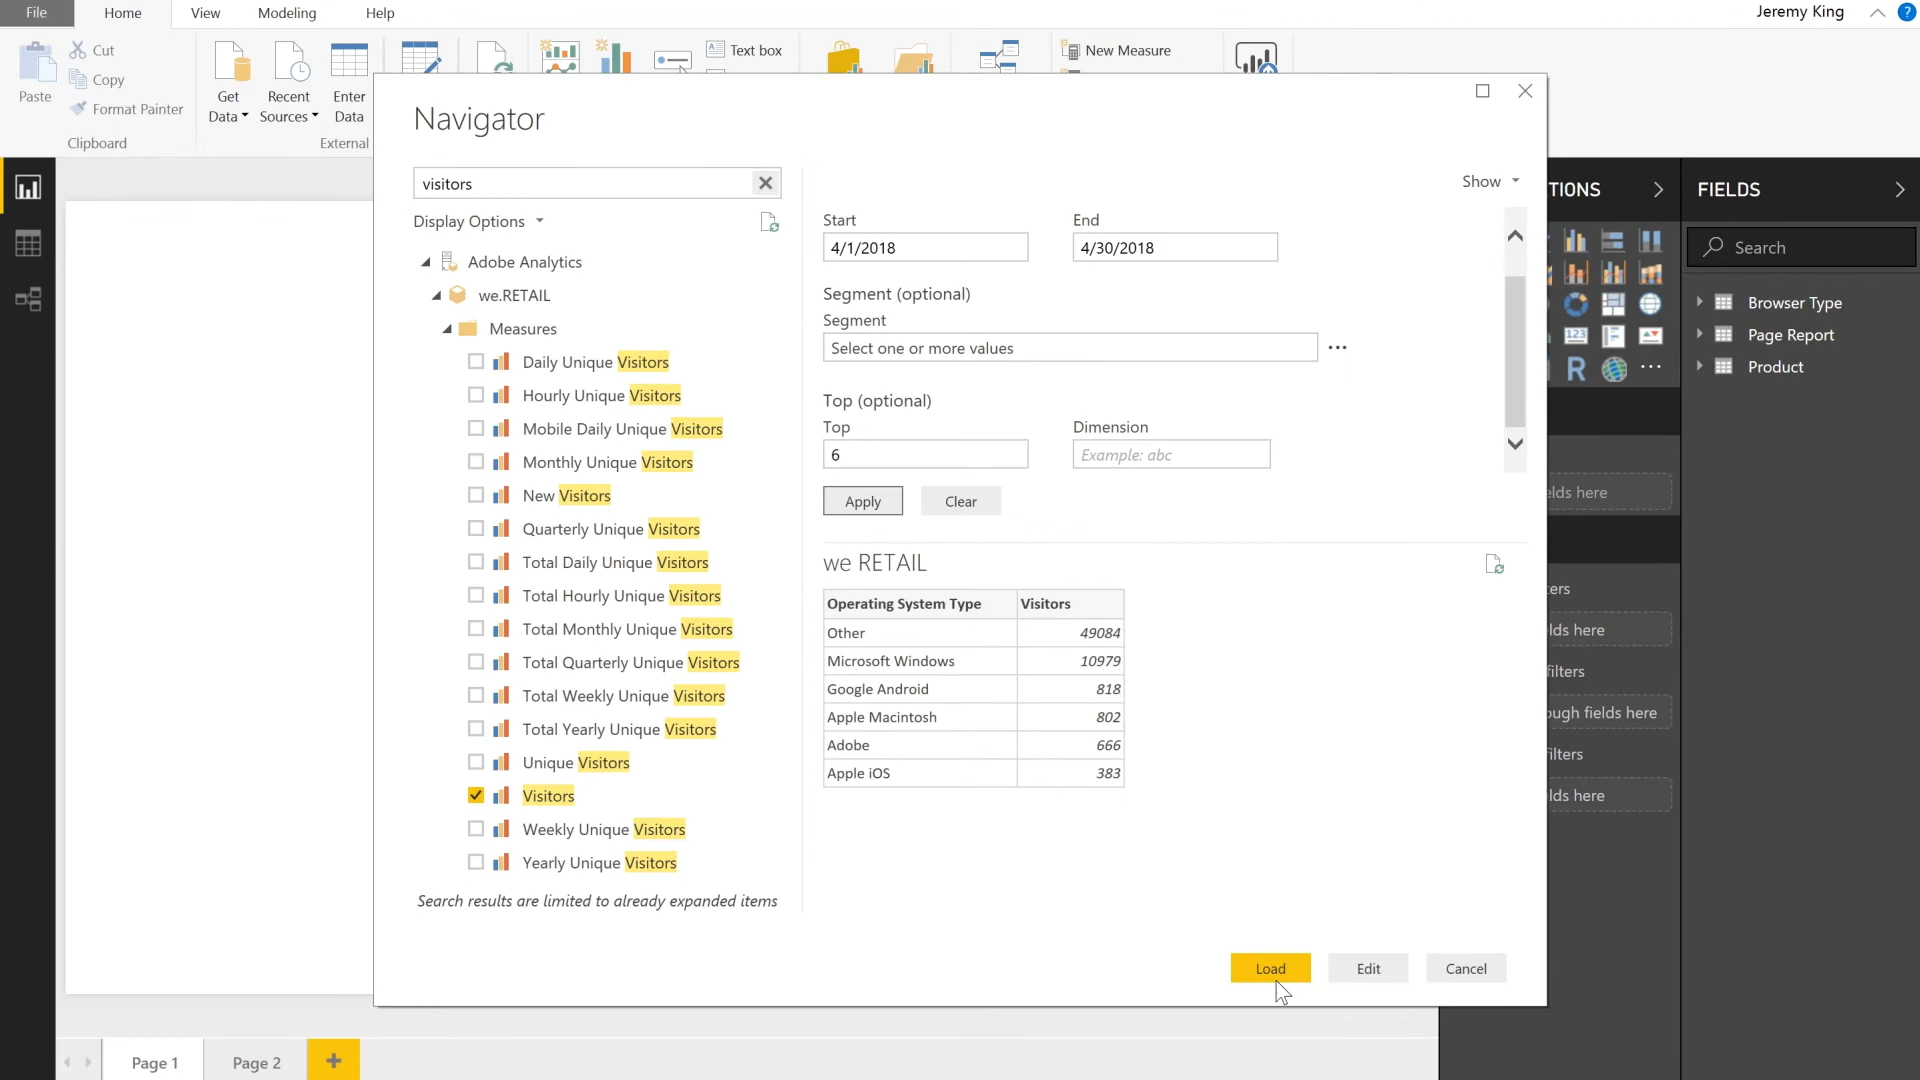 File Home View Modeling Help Jeremy King ?
Cut
Copy
Format Painter
Paste
Clipboard
Get
Data
Recent
Sources
Enter
Data
External
Text box
New Measure
Navigator
visitors
Display Options
Adobe Analytics
we.RETAIL
Measures
Daily Unique Visitors
Hourly Unique Visitors
Mobile Daily Unique Visitors
Monthly Unique Visitors
New Visitors
Quarterly Unique Visitors
Total Daily Unique Visitors
Total Hourly Unique Visitors
Total Monthly Unique Visitors
Total Quarterly Unique Visitors
Total Weekly Unique Visitors
Total Yearly Unique Visitors
Unique Visitors
Visitors
Weekly Unique Visitors
Yearly Unique Visitors
Search results are limited to already expanded items
Show
Start End
4/1/2018 4/30/2018
Segment (optional)
Segment
Select one or more values
Top (optional)
Top Dimension
6 Example: abc
Apply Clear
we RETAIL
Operating System Type Visitors
Other 49084
Microsoft Windows 10979
Google Android 818
Apple Macintosh 802
Adobe 666
Apple iOS 383
Load Edit Cancel
TIONS
123
R
elds here
ers
lds here
filters
ough fields here
ilters
lds here
FIELDS
Search
Browser Type
Page Report
Product
Page 1 Page 2 +